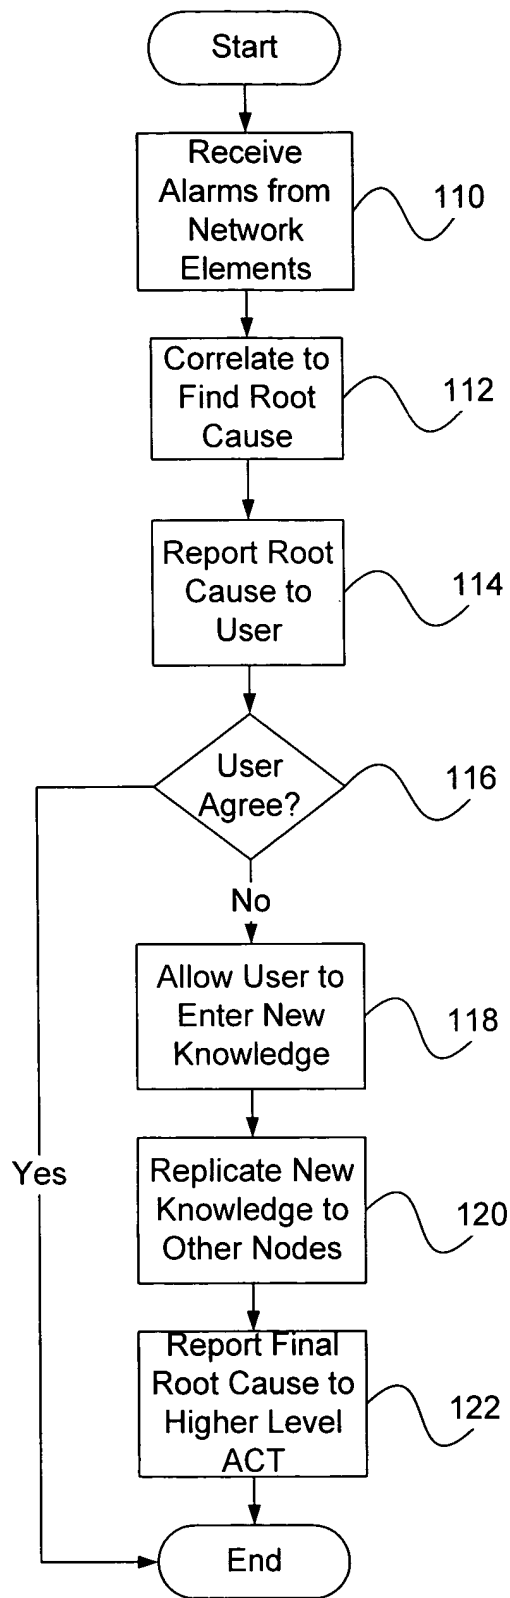 Start
Receive
Alarms from
Network
Elements
110
Correlate to
Find Root
Cause
112
Report Root
Cause to
User
114
User
Agree?
116
No
Allow User to
Enter New
Knowledge
118
Yes
Replicate New
Knowledge to
Other Nodes
120
Report Final
Root Cause to
Higher Level
ACT
122
End